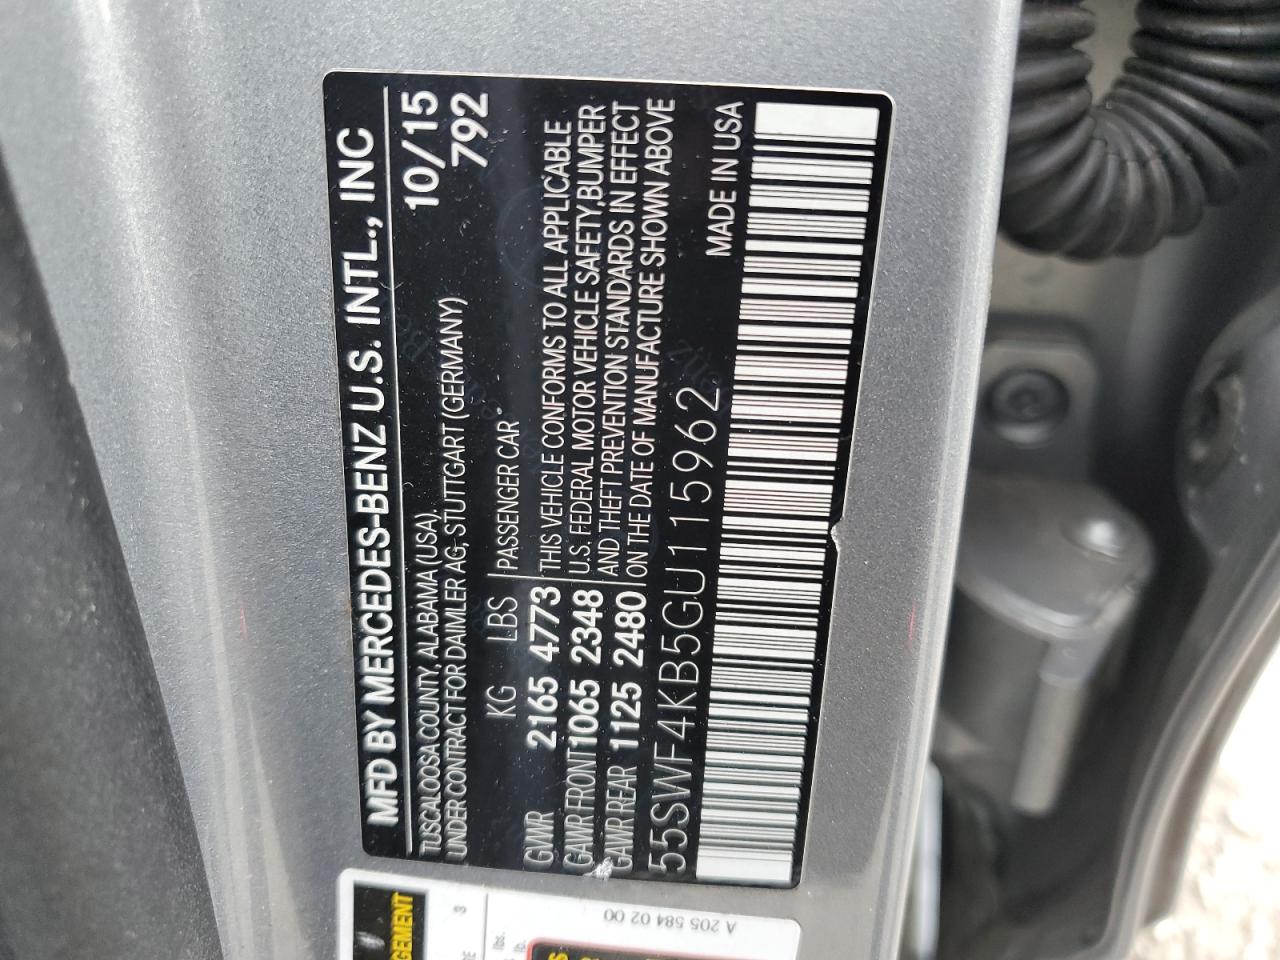 MFD BY MERCEDES-BENZ U.S. INTL., INC
TUSCALOOSA COUNTY, ALABAMA (USA), 10/15
UNDER CONTRACT FOR DAIMLER AG, STUTTGART (GERMANY) 792
KG LBS PASSENGER CAR
GVWR 2165 4773 THIS VEHICLE CONFORMS TO ALL APPLICABLE
GAWR FRONT 1065 2348 U.S. FEDERAL MOTOR VEHICLE SAFETY, BUMPER
GAWR REAR 1125 2480 AND THEFT PREVENTION STANDARDS IN EFFECT
ON THE DATE OF MANUFACTURE SHOWN ABOVE
55SWF4KB5GU115962 MADE IN USA
A 205 584 02 00
3
lbs.
lb.